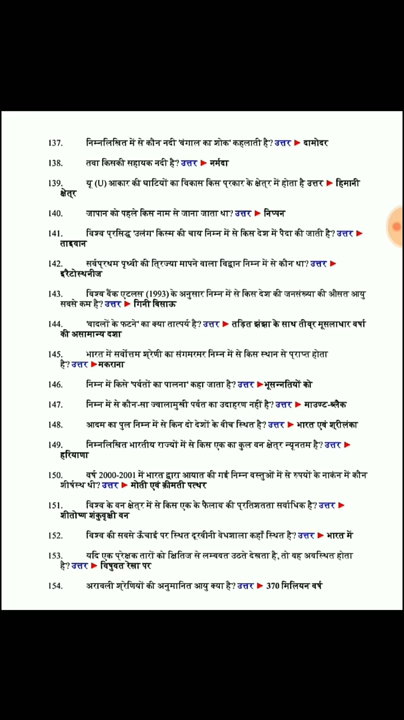 137. निम्नलिखित में से कौन नदी 'बंगाल का शोक' कहलाती है? उत्तर ► दामोदर
138. तवा किसकी सहायक नदी है? उत्तर ► नर्मदा
139. यू (U) आकार की घाटियों का विकास किस प्रकार के क्षेत्र में होता है उत्तर ► हिमानी
क्षेत्र
140. जापान को पहले किस नाम से जाना जाता था? उत्तर ► निप्पन
141. विश्व प्रसिद्ध 'उलंग' किस्म की चाय निम्न में से किस देश में पैदा की जाती है? उत्तर ►
ताइवान
142. सर्वप्रथम पृथ्वी की त्रिज्या मापने वाला विद्वान निम्न में से कौन था? उत्तर ►
इरैटोस्थनीज
143. विश्व बैंक एटलस (1993) के अनुसार निम्न में से किस देश की जनसंख्या की औसत आयु
सबसे कम है? उत्तर ► गिनी विसाऊ
144. 'बादलों के फटने' का क्या तात्पर्य है? उत्तर ► तड़ित झंझा के साथ तीव्र मूसलाधार वर्षा
की असामान्य दशा
145. भारत में सर्वोत्तम श्रेणी का संगमरमर निम्न में से किस स्थान से प्राप्त होता
है? उत्तर ►मकराना
146. निम्न में किसे 'पर्वतों का पालना' कहा जाता है? उत्तर ►भूसन्नतियों को
147. निम्न में से कौन-सा ज्वालामुखी पर्वत का उदाहरण नहीं है? उत्तर ► माउण्ट-ब्लैक
148. आदम का पुल निम्न में से किन दो देशों के बीच स्थित है? उत्तर ► भारत एवं श्रीलंका
149. निम्नलिखित भारतीय राज्यों में से किस एक का कुल वन क्षेत्र न्यूनतम है? उत्तर ►
हरियाणा
150. वर्ष 2000-2001 में भारत द्वारा आयात की गई निम्न वस्तुओं में से रुपयों के नाकंन में कौन
शीर्षस्थ थी? उत्तर ► मोती एवं क़ीमती पत्थर
151. विश्व के वन क्षेत्र में से किस एक के फैलाव की प्रतिशतता सर्वाधिक है? उत्तर ►
शीतोष्ण शंकुवृक्षी वन
152. विश्व की सबसे ऊँचाई पर स्थित दूरबीनी वेधशाला कहाँ स्थित है? उत्तर ► भारत में
153. यदि एक प्रेरक्षक तारों को क्षितिज से लम्बवत उठते देखता है, तो वह अवस्थित होता
है? उत्तर ► विषुवत रेखा पर
154. अरावली श्रेणियों की अनुमानित आयु क्या है? उत्तर ► 370 मिलियन वर्ष